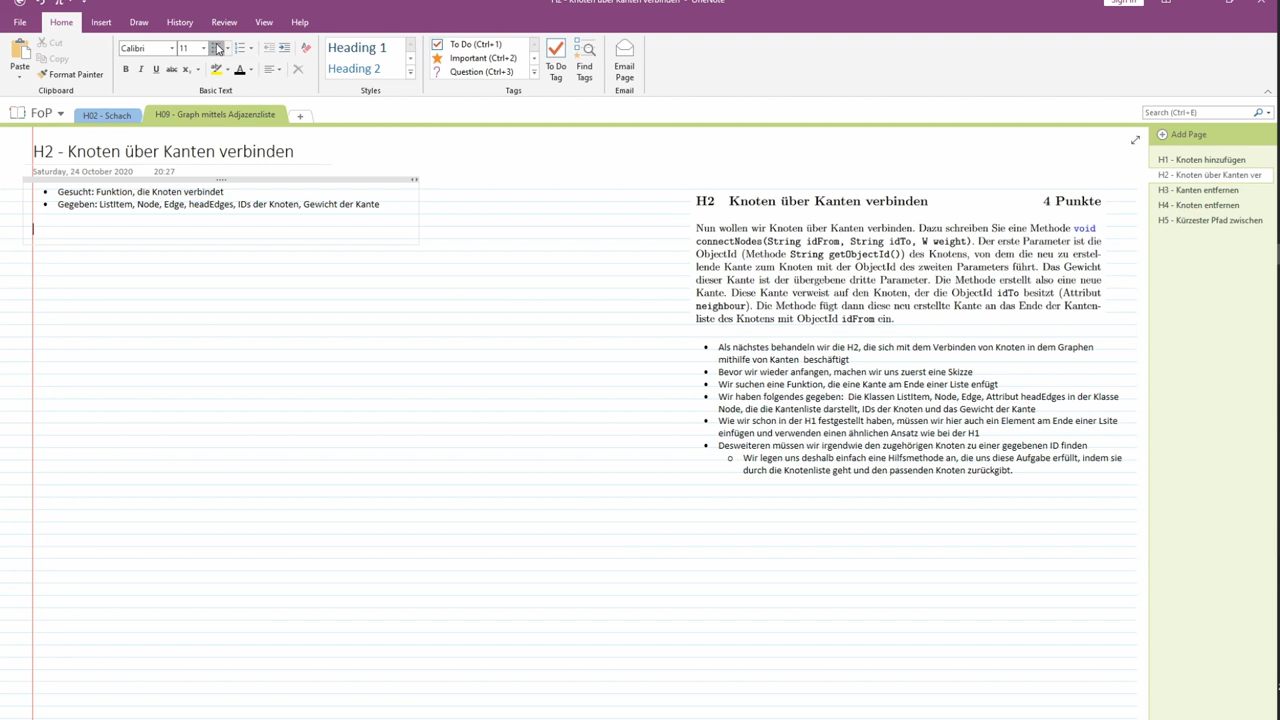 H2 - Knoten über Kanten verbinden - OneNote
Sign in
File Home Insert Draw History Review View Help
Paste
Cut
Copy
Format Painter
Clipboard
Calibri 11
B I U abc x₂ A
Basic Text
Heading 1
Heading 2
Styles
To Do (Ctrl+1)
Important (Ctrl+2)
? Question (Ctrl+3)
To Do Tag
Find Tags
Tags
Email Page
Email
FoP
H02 - Schach
H09 - Graph mittels Adjazenzliste
Search (Ctrl+E)
Add Page
H1 - Knoten hinzufügen
H2 - Knoten über Kanten ver
H3 - Kanten entfernen
H4 - Knoten entfernen
H5 - Kürzester Pfad zwischen
H2 - Knoten über Kanten verbinden
Saturday, 24 October 2020 20:27
• Gesucht: Funktion, die Knoten verbindet
• Gegeben: ListItem, Node, Edge, headEdges, IDs der Knoten, Gewicht der Kante
H2 Knoten über Kanten verbinden 4 Punkte
Nun wollen wir Knoten über Kanten verbinden. Dazu schreiben Sie eine Methode void
connectNodes(String idFrom, String idTo, W weight). Der erste Parameter ist die
ObjectId (Methode String getObjectId()) des Knotens, von dem die neu zu erstel-
lende Kante zum Knoten mit der ObjectId des zweiten Parameters führt. Das Gewicht
dieser Kante ist der übergebene dritte Parameter. Die Methode erstellt also eine neue
Kante. Diese Kante verweist auf den Knoten, der die ObjectId idTo besitzt (Attribut
neighbour). Die Methode fügt dann diese neu erstellte Kante an das Ende der Kanten-
liste des Knotens mit ObjectId idFrom ein.
• Als nächstes behandeln wir die H2, die sich mit dem Verbinden von Knoten in dem Graphen
mithilfe von Kanten beschäftigt
• Bevor wir wieder anfangen, machen wir uns zuerst eine Skizze
• Wir suchen eine Funktion, die eine Kante am Ende einer Liste enfügt
• Wir haben folgendes gegeben: Die Klassen ListItem, Node, Edge, Attribut headEdges in der Klasse
Node, die die Kantenliste darstellt, IDs der Knoten und das Gewicht der Kante
• Wie wir schon in der H1 festgestellt haben, müssen wir hier auch ein Element am Ende einer Lsite
einfügen und verwenden einen ähnlichen Ansatz wie bei der H1
• Desweiteren müssen wir irgendwie den zugehörigen Knoten zu einer gegebenen ID finden
o Wir legen uns deshalb einfach eine Hilfsmethode an, die uns diese Aufgabe erfüllt, indem sie
durch die Knotenliste geht und den passenden Knoten zurückgibt.